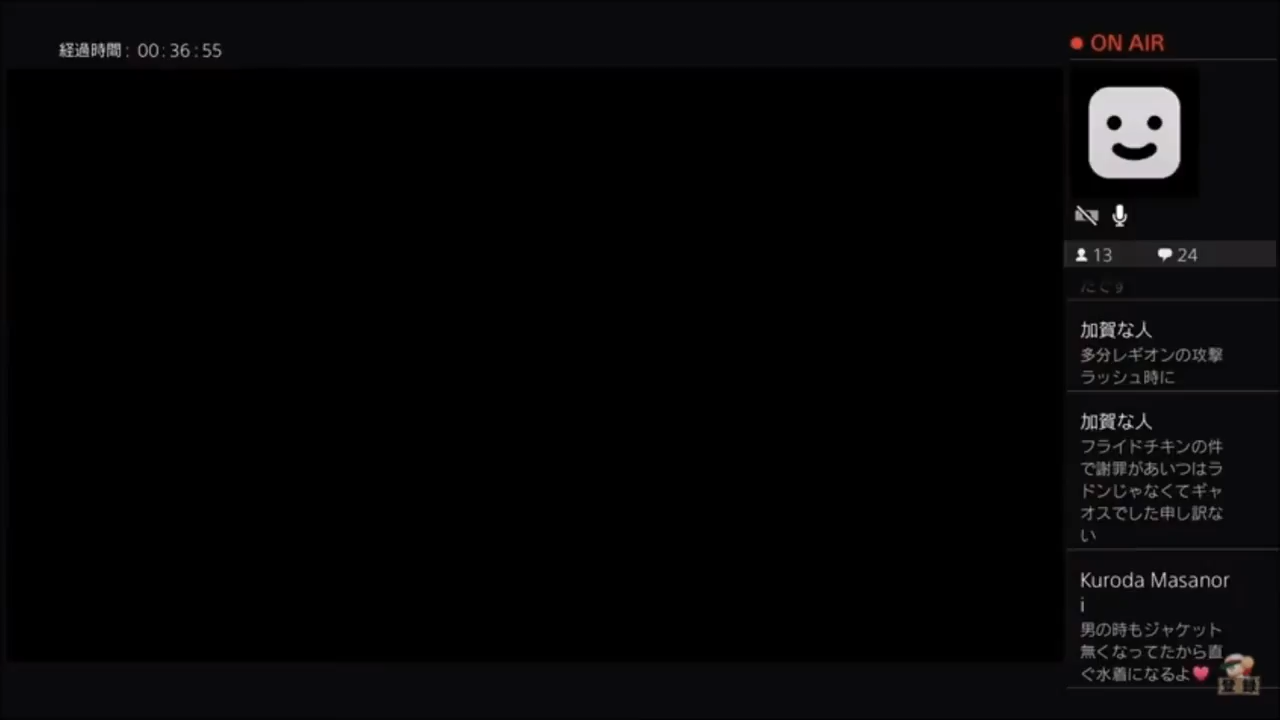 経過時間: 00:36:55
ON AIR
13 24
加賀な人
多分レギオンの攻撃
ラッシュ時に
加賀な人
フライドチキンの件
で謝罪があいつはラ
ドンじゃなくてギャ
オスでした申し訳な
い
Kuroda Masanor
i
男の時もジャケット
無くなってたから直
ぐ水着になるよ❤
登録